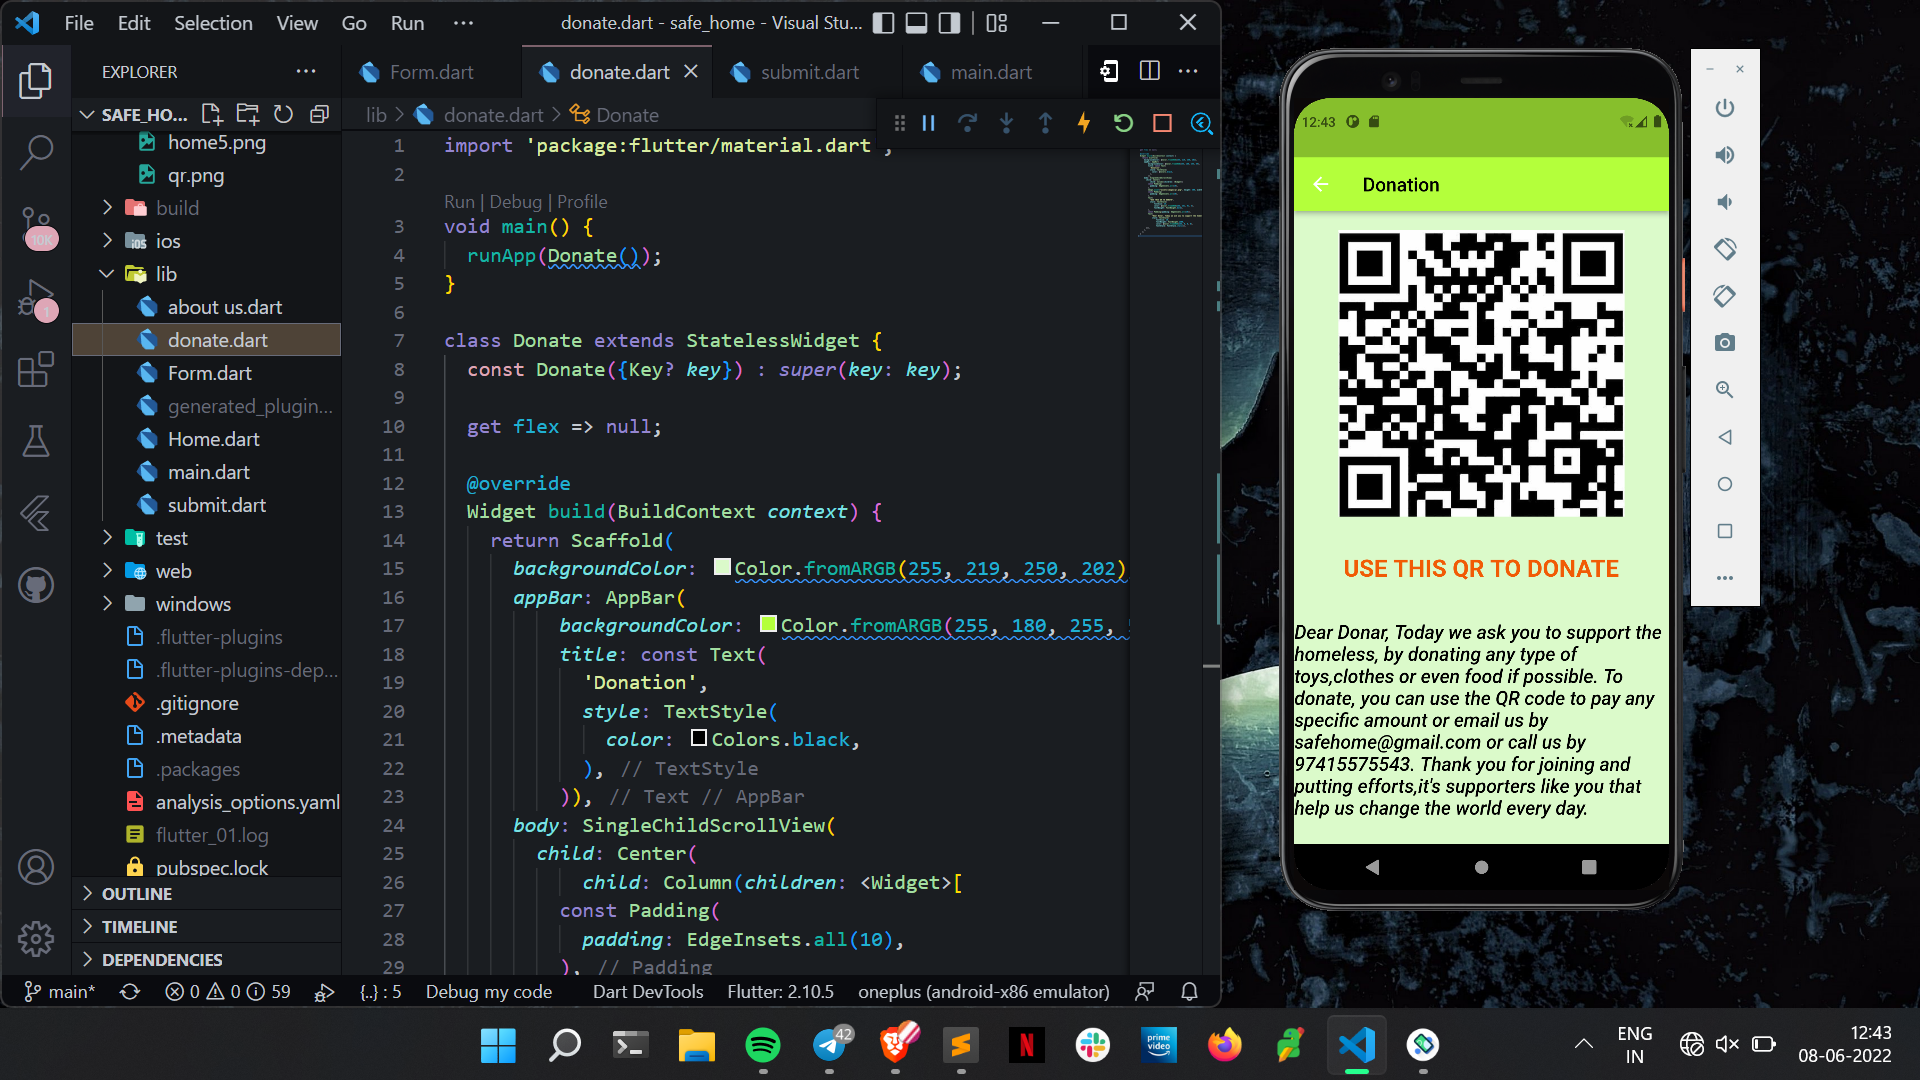 File Edit Selection View Go Run ··· donate.dart - safe_home - Visual Stu...
EXPLORER ···
Form.dart donate.dart submit.dart main.dart
SAFE_HO...
lib > donate.dart > Donate
home5.png
qr.png
build
ios
lib
about us.dart
donate.dart
Form.dart
generated_plugin...
Home.dart
main.dart
submit.dart
test
web
windows
.flutter-plugins
.flutter-plugins-dep...
.gitignore
.metadata
.packages
analysis_options.yaml
flutter_01.log
pubspec.lock
OUTLINE
TIMELINE
DEPENDENCIES
10K
1
1 import 'package:flutter/material.dart';
2
Run | Debug | Profile
3 void main() {
4 runApp(Donate());
5 }
6
7 class Donate extends StatelessWidget {
8 const Donate({Key? key}) : super(key: key);
9
10 get flex => null;
11
12 @override
13 Widget build(BuildContext context) {
14 return Scaffold(
15 backgroundColor: Color.fromARGB(255, 219, 250, 202)
16 appBar: AppBar(
17 backgroundColor: Color.fromARGB(255, 180, 255,
18 title: const Text(
19 'Donation',
20 style: TextStyle(
21 color: Colors.black,
22 ), // TextStyle
23 )), // Text // AppBar
24 body: SingleChildScrollView(
25 child: Center(
26 child: Column(children: <Widget>[
27 const Padding(
28 padding: EdgeInsets.all(10),
29 ), // Padding
main* 0 0 59 {..} : 5 Debug my code Dart DevTools Flutter: 2.10.5 oneplus (android-x86 emulator)
12:43
Donation
USE THIS QR TO DONATE
Dear Donar, Today we ask you to support the
homeless, by donating any type of
toys,clothes or even food if possible. To
donate, you can use the QR code to pay any
specific amount or email us by
safehome@gmail.com or call us by
97415575543. Thank you for joining and
putting efforts,it's supporters like you that
help us change the world every day.
42
prime video
ENG
IN
12:43
08-06-2022